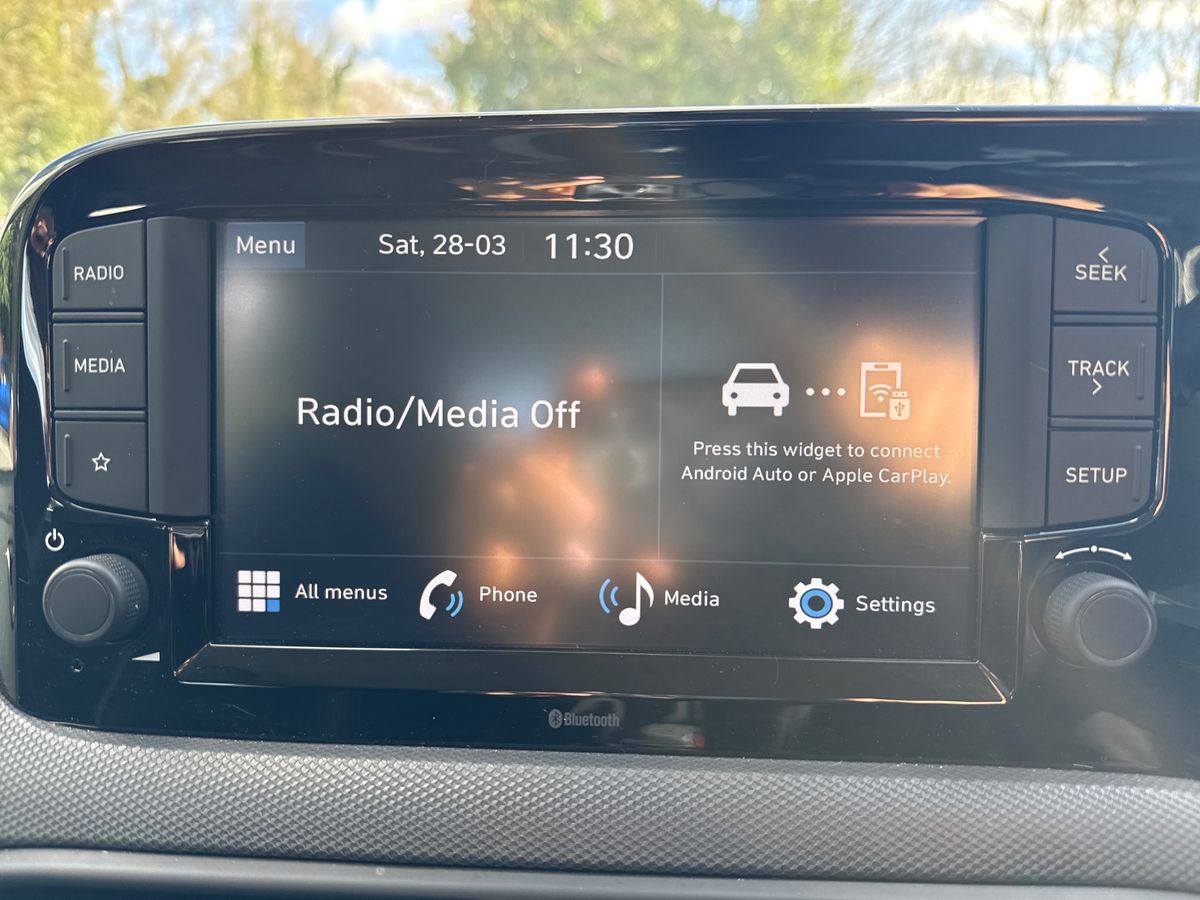 Menu
Sat, 28-03
11:30
RADIO
MEDIA
Radio/Media Off
Press this widget to connect
Android Auto or Apple CarPlay.
All menus
Phone
Media
Settings
< SEEK
TRACK >
SETUP
Bluetooth